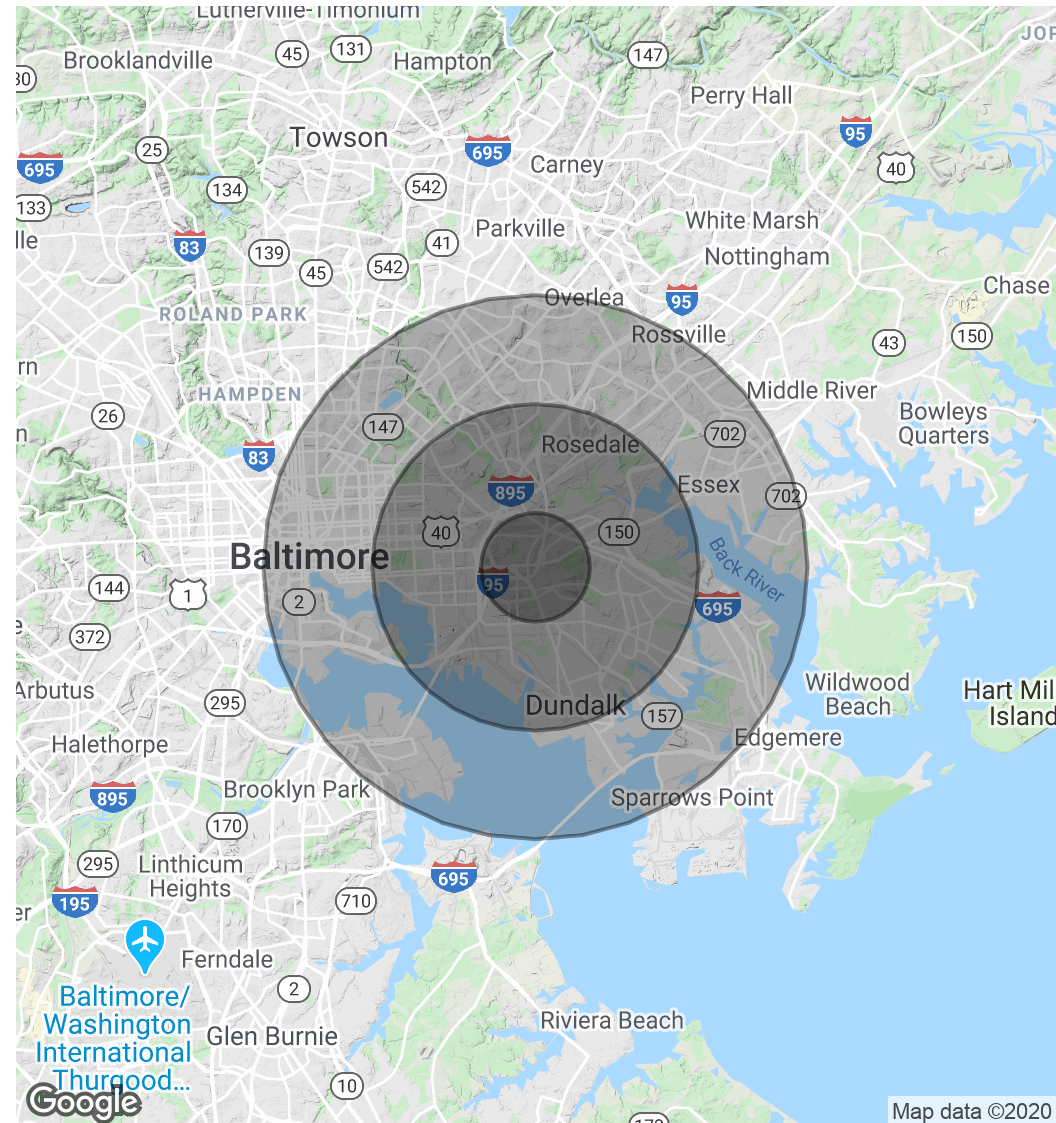 Lutherville-Timonium
JOP
Brooklandville
45
131
Hampton
147
30
Perry Hall
Towson
695
95
25
695
Carney
40
134
542
133
lle
Parkville
White Marsh
83
139
41
542
45
Nottingham
Chase
Overlea
95
ROLAND PARK
Rossville
150
43
rn
HAMPDEN
Middle River
26
147
Bowleys
Quarters
n
702
Rosedale
83
Essex
895
702
40
150
Baltimore
Back River
95
144
1
2
695
e
372
Arbutus
295
Wildwood
Beach
Hart Mil
Island
Dundalk
157
Halethorpe
Edgemere
895
Brooklyn Park
Sparrows Point
170
295
Linthicum
Heights
695
195
710
er
Ferndale
2
Baltimore/
Washington
International
Thurgood...
Glen Burnie
Riviera Beach
10
Google
Map data ©2020
173